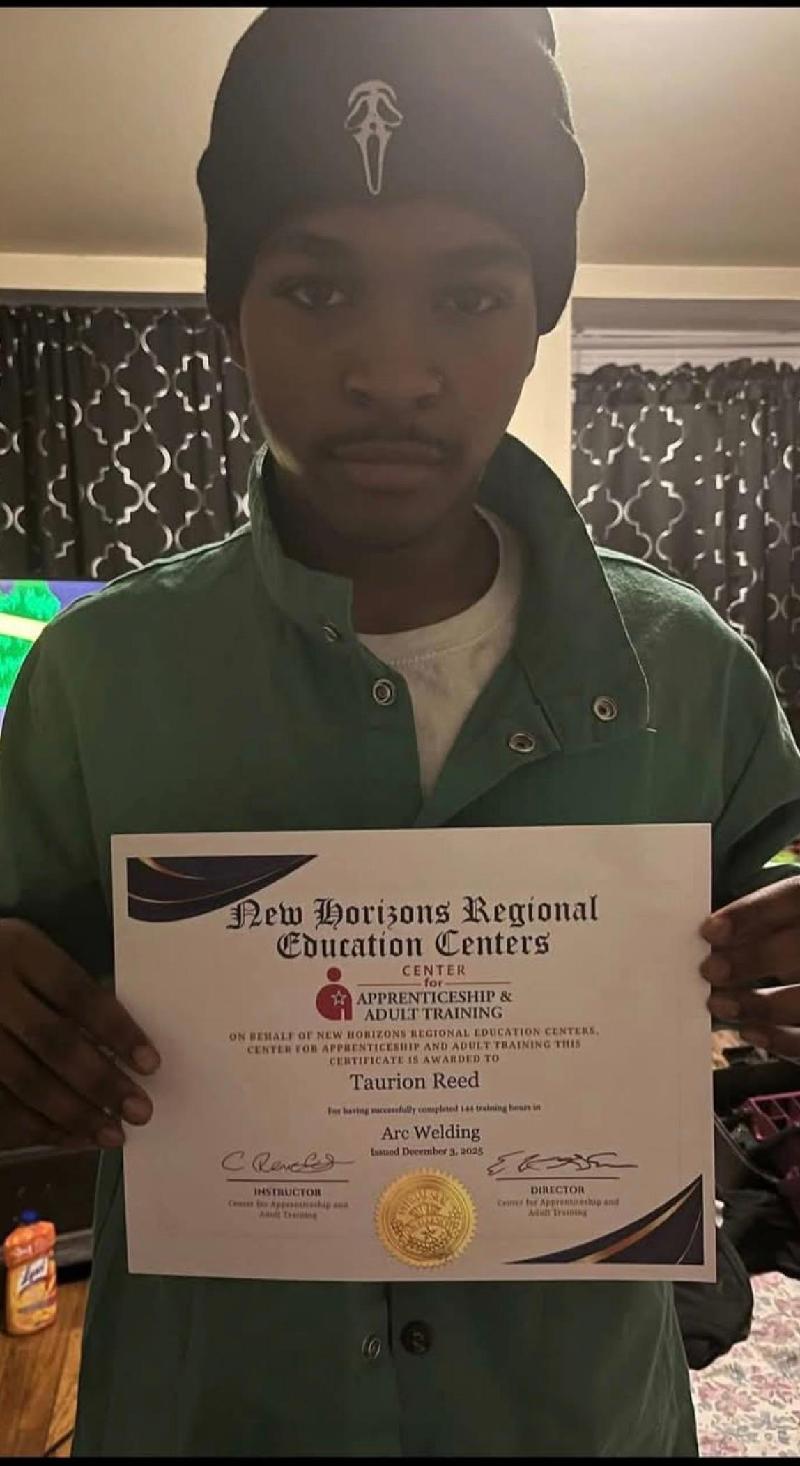 New Horizons Regional
Education Centers
CENTER
for
APPRENTICESHIP &
ADULT TRAINING
ON BEHALF OF NEW HORIZONS REGIONAL EDUCATION CENTERS,
CENTER FOR APPRENTICESHIP AND ADULT TRAINING THIS
CERTIFICATE IS AWARDED TO
Taurion Reed
For having successfully completed 144 training hours in
Arc Welding
Issued December 3, 2025
INSTRUCTOR
Center for Apprenticeship and
Adult Training
DIRECTOR
Center for Apprenticeship and
Adult Training
Lysol